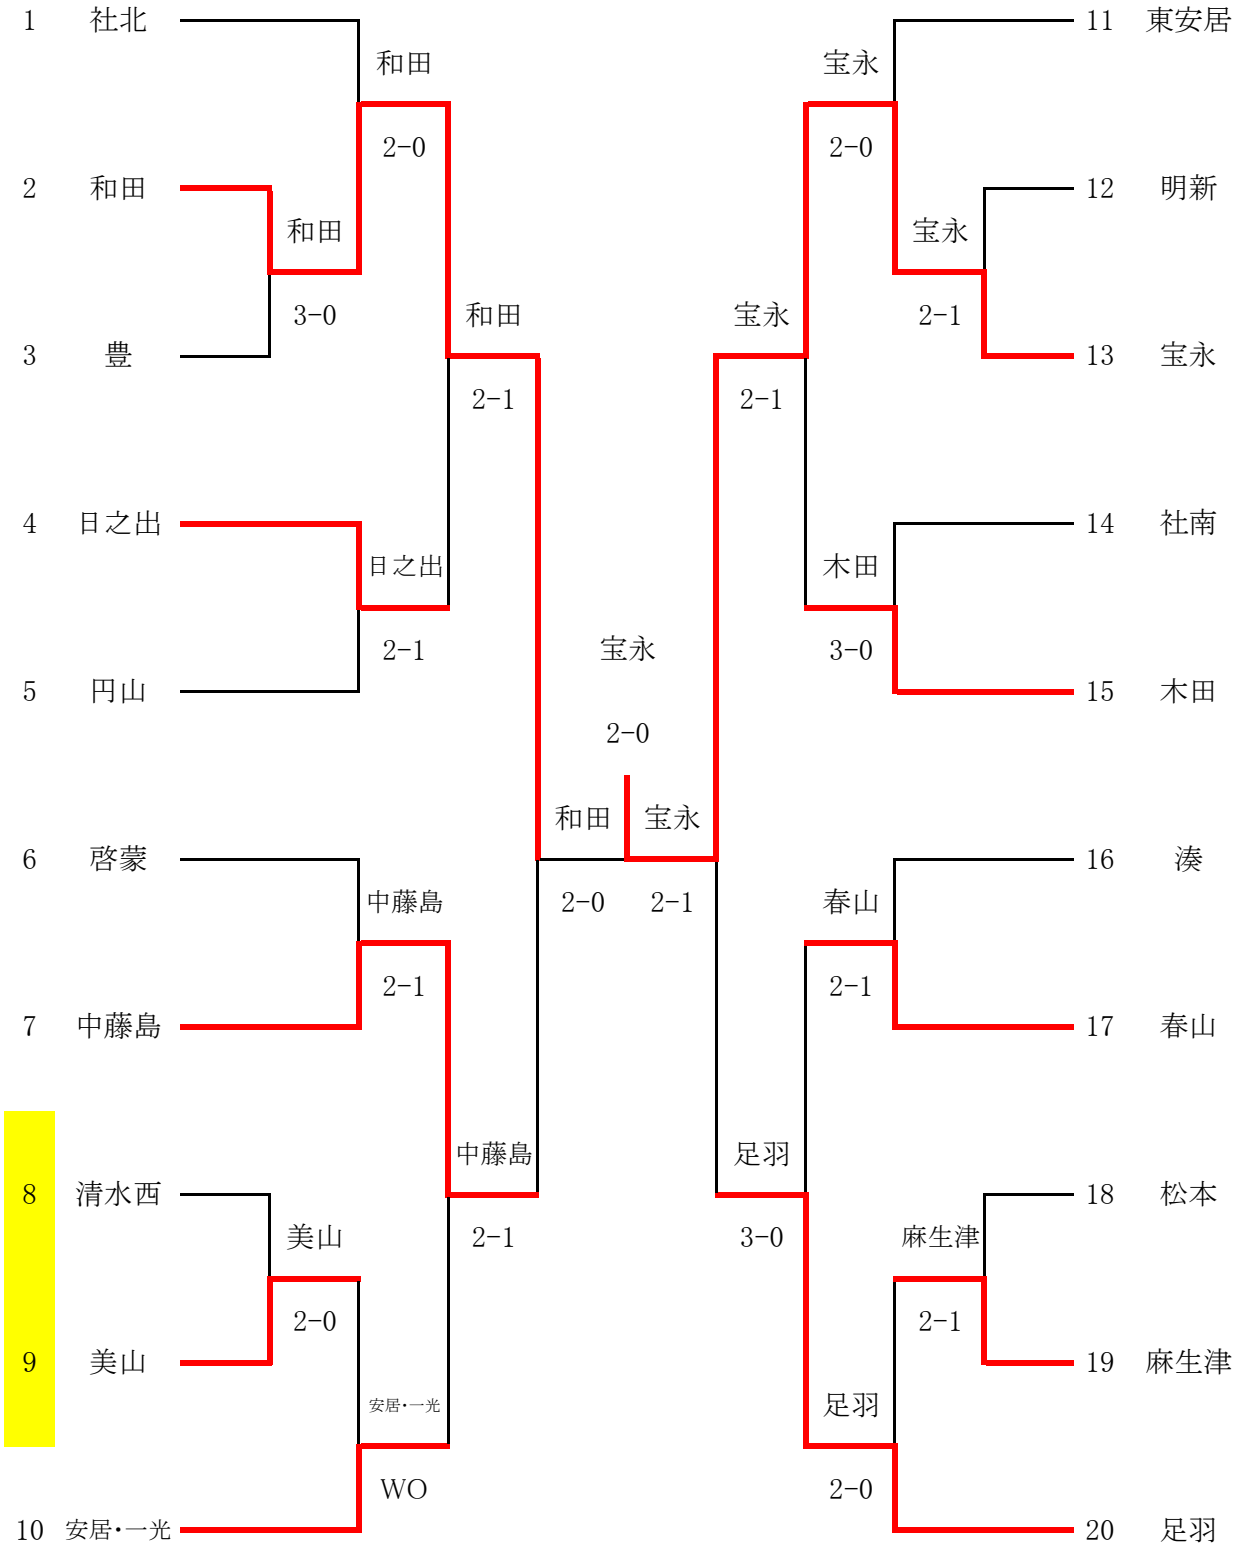 1 社北 11 東安居
和田 宝永
2-0 2-0
2 和田 12 明新
和田 宝永
3-0 和田 宝永 2-1
3 豊 13 宝永
2-1 2-1
4 日之出 14 社南
日之出 木田
2-1 宝永 3-0
5 円山 15 木田
2-0
和田 宝永
6 啓蒙 16 湊
中藤島 2-0 2-1 春山
2-1 2-1
7 中藤島 17 春山
中藤島 足羽
8 清水西 18 松本
美山 2-1 3-0 麻生津
2-0 2-1
9 美山 19 麻生津
安居・一光 足羽
WO 2-0
10 安居・一光 20 足羽